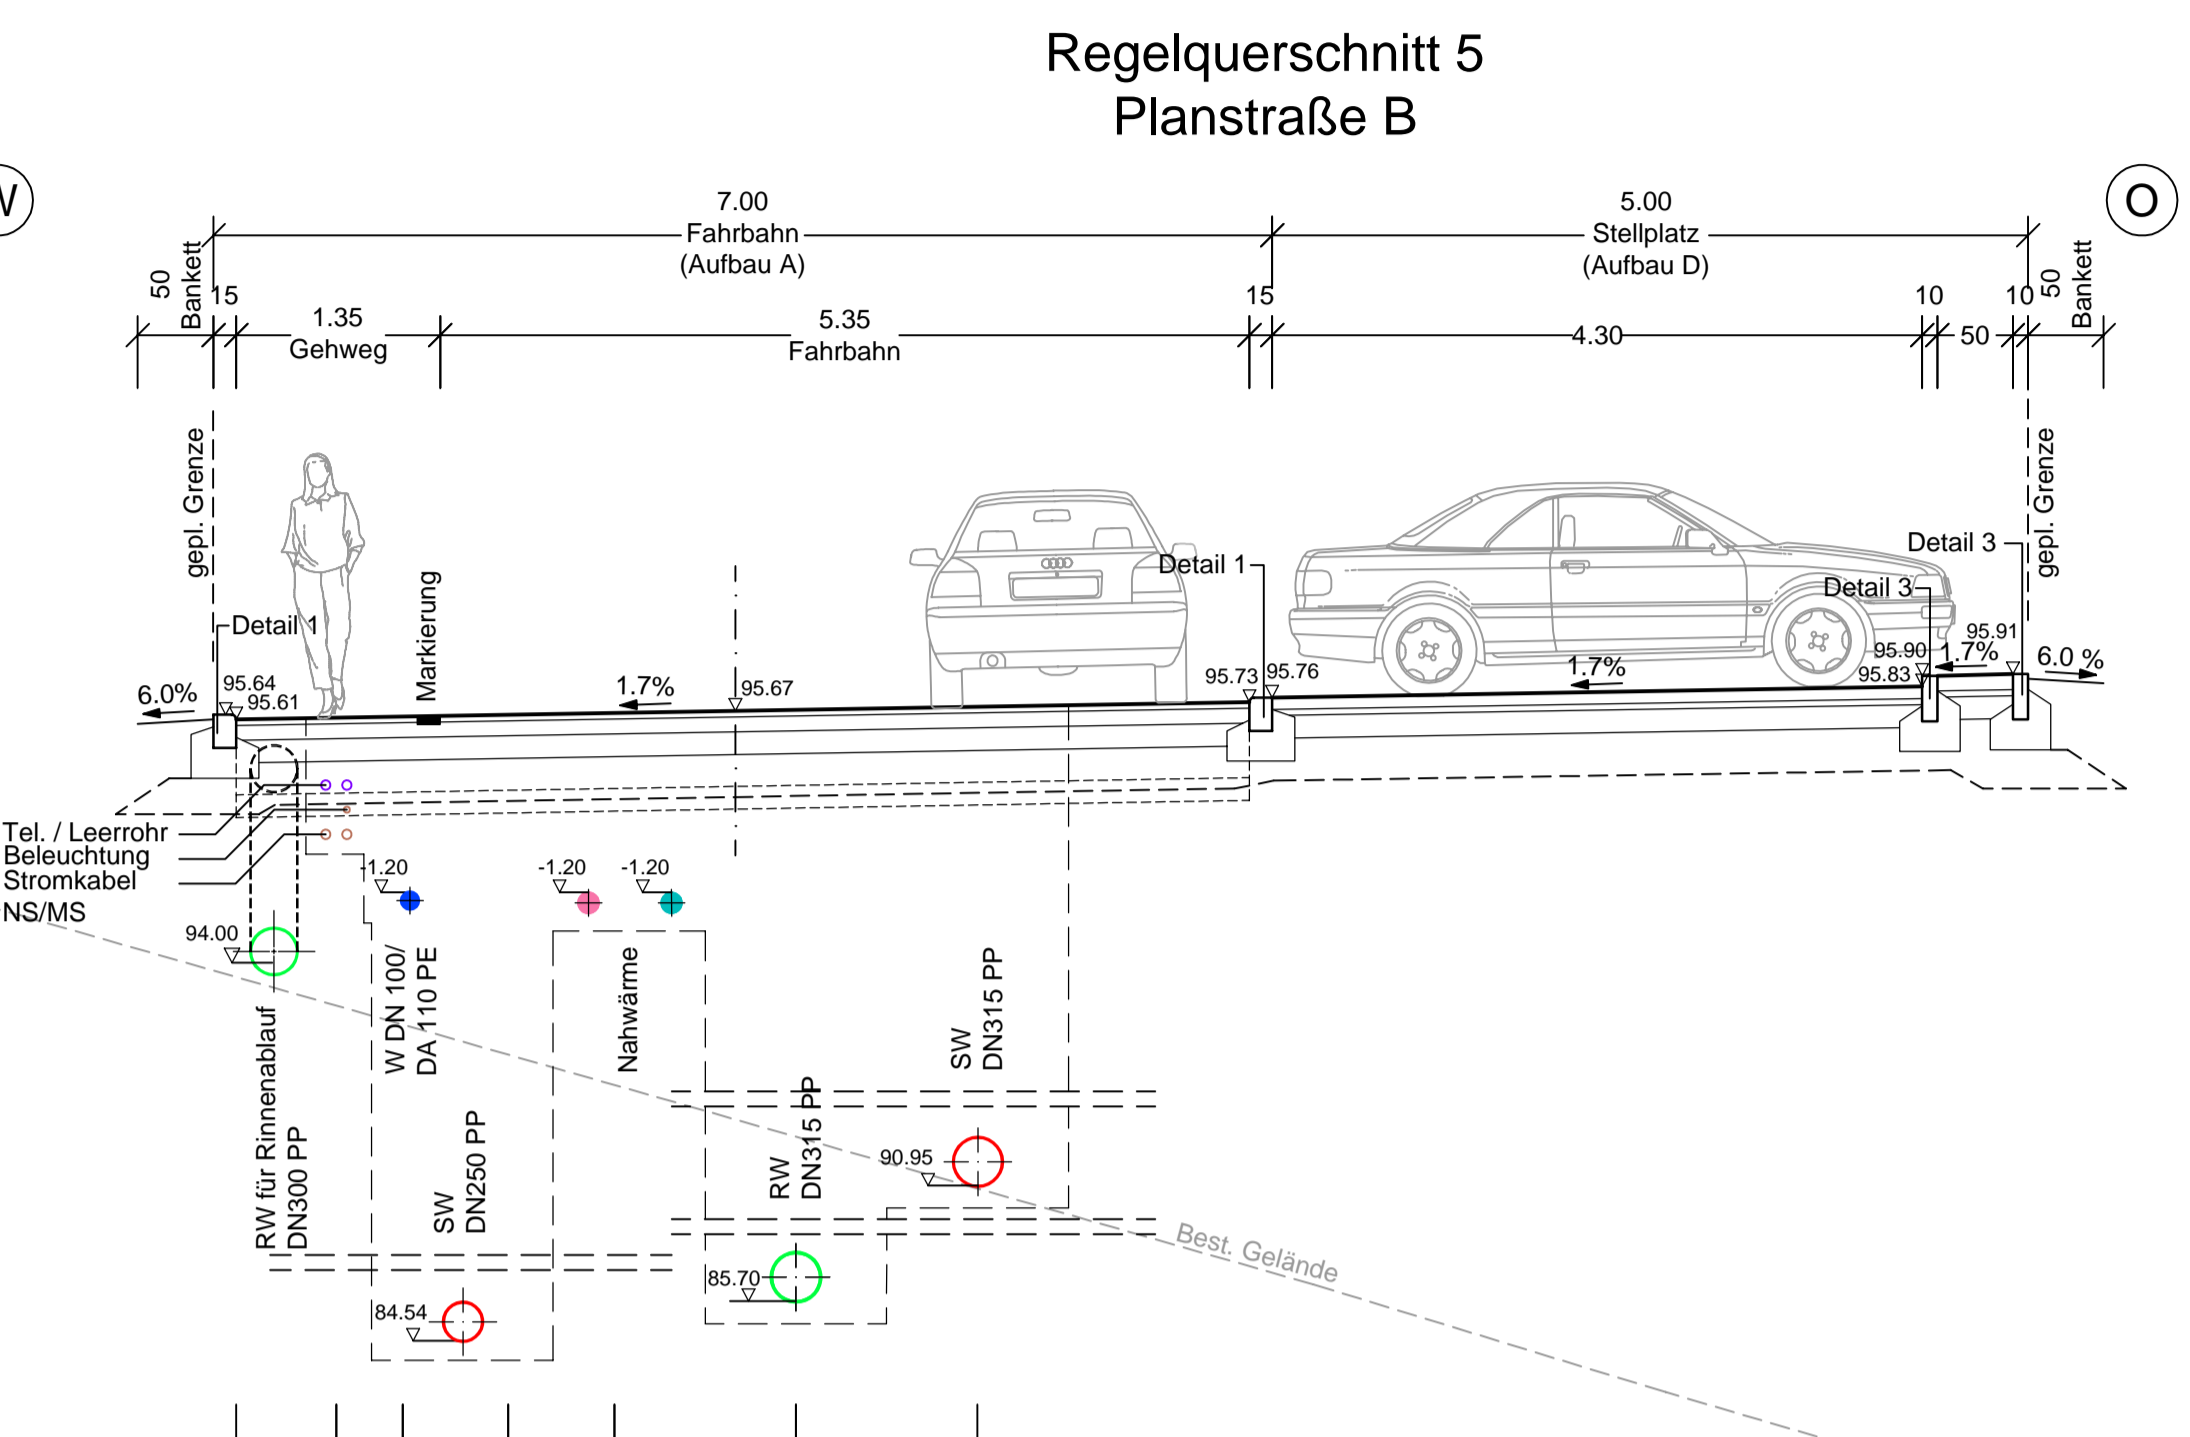 Regelquerschnitt 5
Planstraße B
W
O
7.00
Fahrbahn
(Aufbau A)
5.00
Stellplatz
(Aufbau D)
50
Bankett
15
1.35
Gehweg
5.35
Fahrbahn
15
4.30
10
50
10
50
Bankett
gepl. Grenze
gepl. Grenze
Detail 1
Markierung
Detail 1
Detail 3
Detail 3
6.0%
95.64
95.61
1.7%
95.67
95.73
95.76
1.7%
95.90
95.83
1.7%
95.91
6.0 %
Tel. / Leerrohr
Beleuchtung
Stromkabel
NS/MS
-1.20
-1.20
-1.20
94.00
RW für Rinnenablauf
DN300 PP
W DN 100/
DA 110 PE
SW
DN250 PP
Nahwärme
RW
DN315 PP
SW
DN315 PP
90.95
85.70
84.54
Best. Gelände